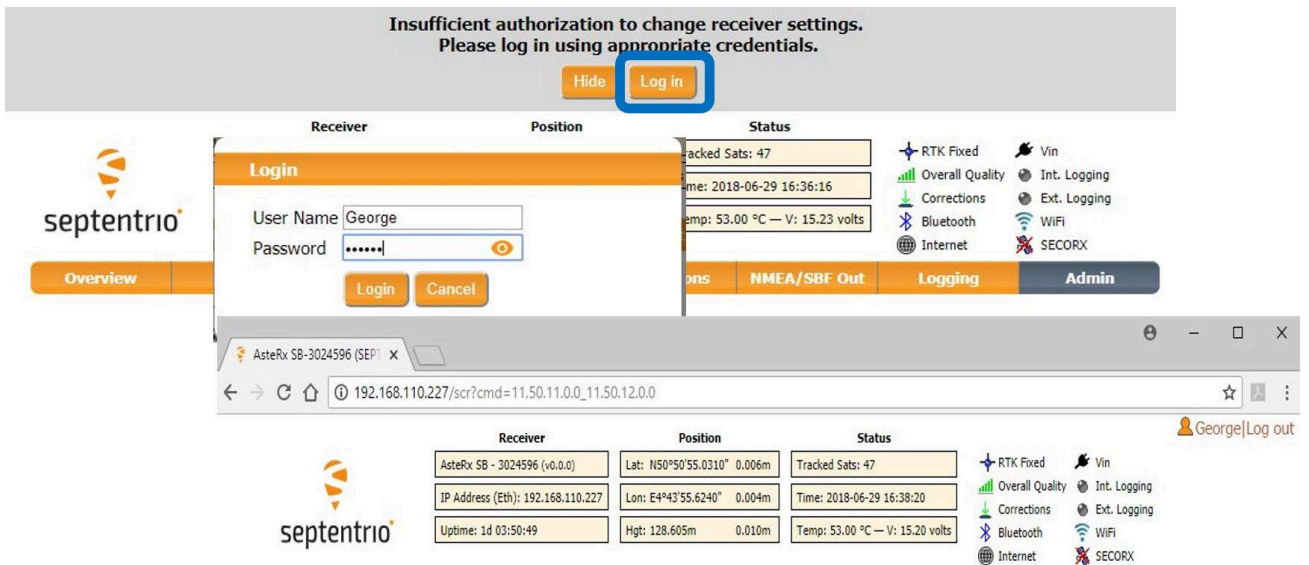 Insufficient authorization to change receiver settings.
Please log in using appropriate credentials.
Hide Log in
Receiver Position Status
septentrio
Login
User Name George
Password ••••••
Login Cancel
Tracked Sats: 47
2018-06-29 16:36:16
53.00 °C — V: 15.23 volts
RTK Fixed Vin
Overall Quality Int. Logging
Corrections Ext. Logging
Bluetooth WiFi
Internet SECORX
Overview NMEA/SBF Out Logging Admin
AsteRx SB-3024596 (SEPT
192.168.110.227/scr?cmd=11.50.11.0.0_11.50.12.0.0
George|Log out
Receiver Position Status
septentrio
AsteRx SB - 3024596 (v0.0.0) Lat: N50°50'55.0310" 0.006m Tracked Sats: 47
IP Address (Eth): 192.168.110.227 Lon: E4°43'55.6240" 0.004m Time: 2018-06-29 16:38:20
Uptime: 1d 03:50:49 Hgt: 128.605m 0.010m Temp: 53.00 °C — V: 15.20 volts
RTK Fixed Vin
Overall Quality Int. Logging
Corrections Ext. Logging
Bluetooth WiFi
Internet SECORX